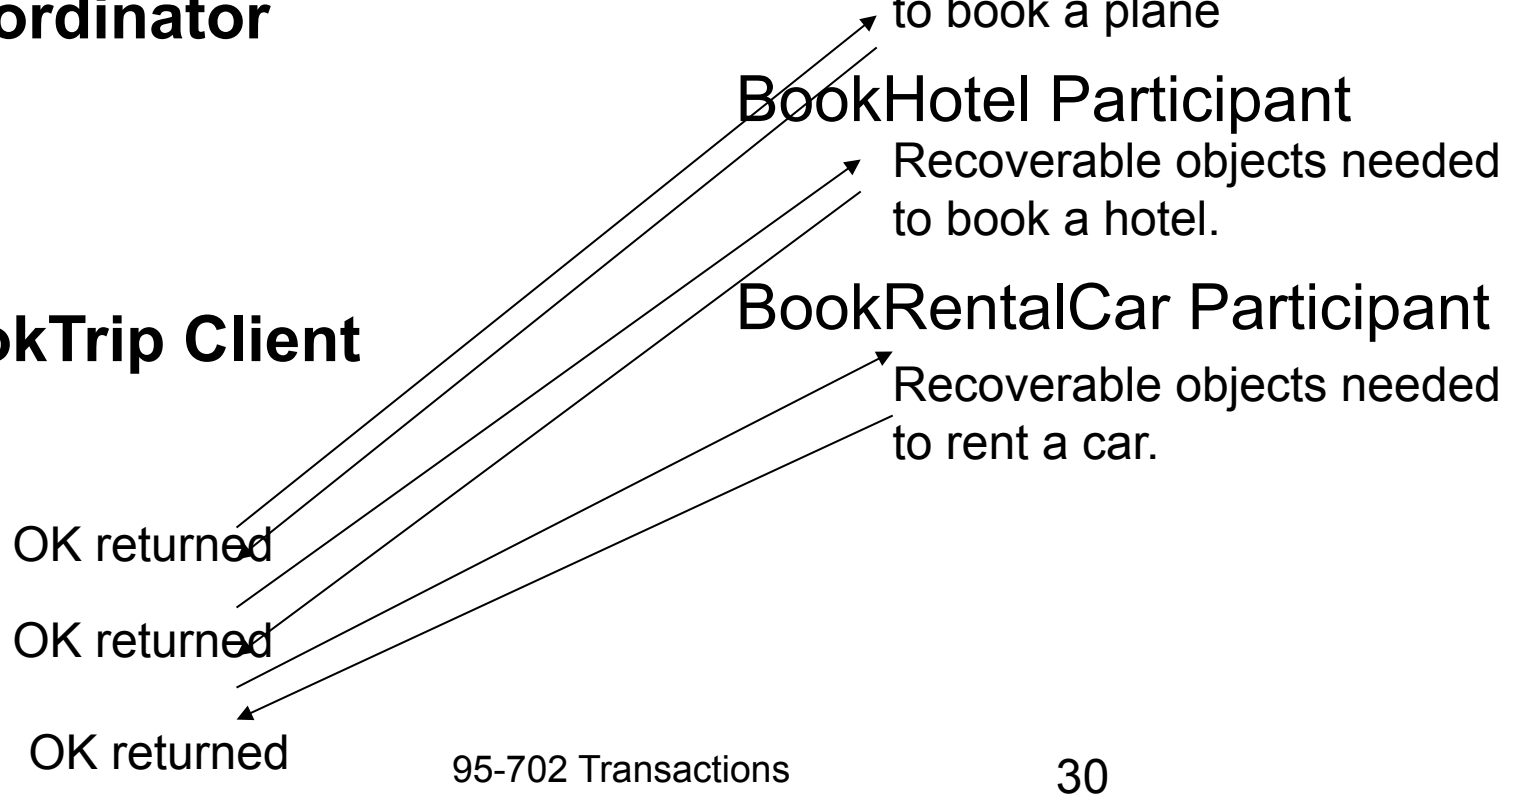 ordinator
to book a plane
BookHotel Participant
Recoverable objects needed
to book a hotel.
BookRentalCar Participant
okTrip Client
Recoverable objects needed
to rent a car.
OK returned
OK returned
OK returned
95-702 Transactions
30